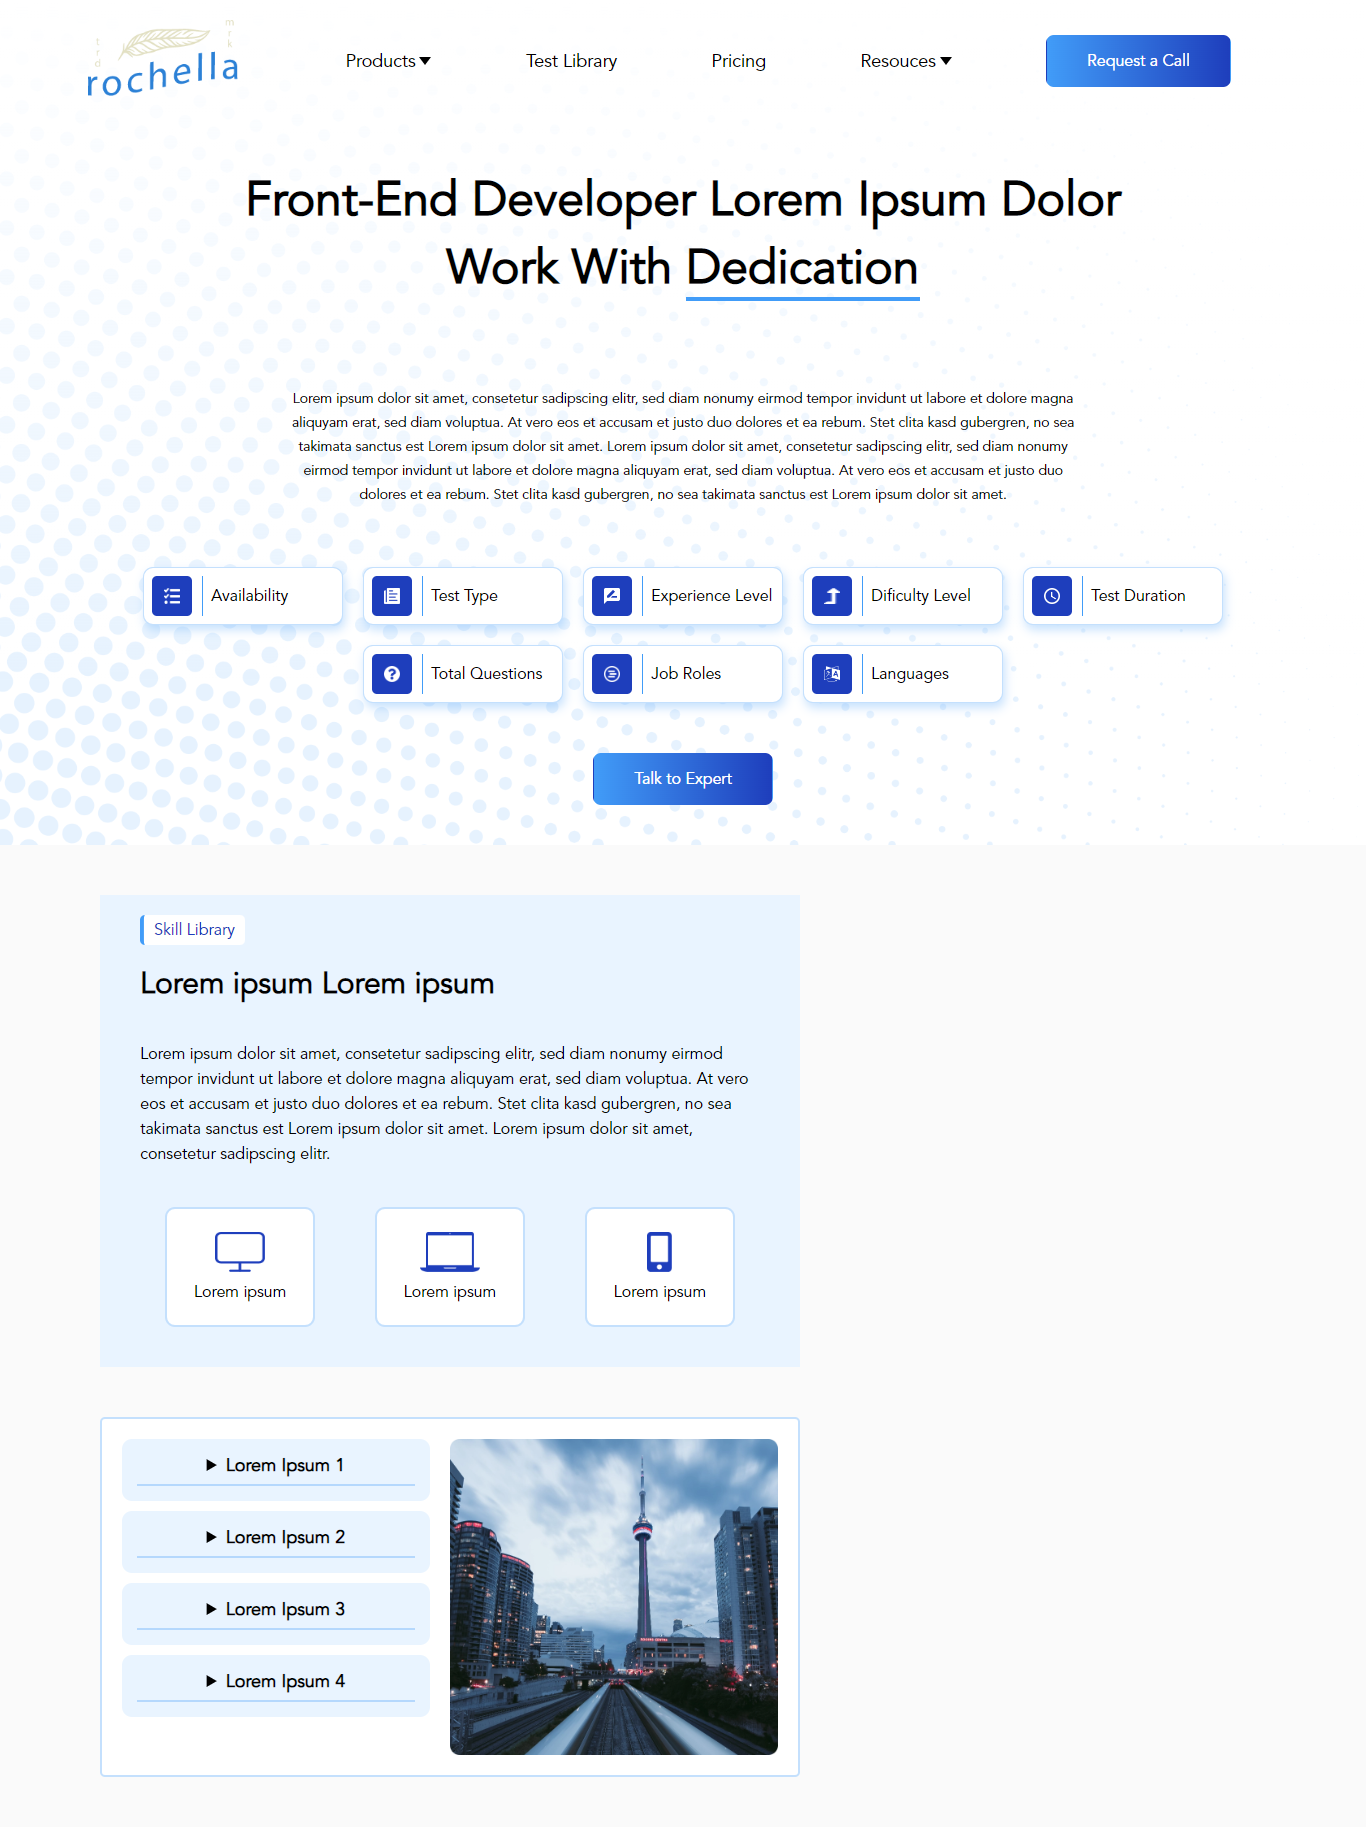 trd
mrk
rochella
Products
Test Library
Pricing
Resouces
Request a Call
Front-End Developer Lorem Ipsum Dolor
Work With Dedication
Lorem ipsum dolor sit amet, consetetur sadipscing elitr, sed diam nonumy eirmod tempor invidunt ut labore et dolore magna
aliquyam erat, sed diam voluptua. At vero eos et accusam et justo duo dolores et ea rebum. Stet clita kasd gubergren, no sea
takimata sanctus est Lorem ipsum dolor sit amet. Lorem ipsum dolor sit amet, consetetur sadipscing elitr, sed diam nonumy
eirmod tempor invidunt ut labore et dolore magna aliquyam erat, sed diam voluptua. At vero eos et accusam et justo duo
dolores et ea rebum. Stet clita kasd gubergren, no sea takimata sanctus est Lorem ipsum dolor sit amet.
Availability
Test Type
Experience Level
Dificulty Level
Test Duration
Total Questions
Job Roles
Languages
Talk to Expert
Skill Library
Lorem ipsum Lorem ipsum
Lorem ipsum dolor sit amet, consetetur sadipscing elitr, sed diam nonumy eirmod
tempor invidunt ut labore et dolore magna aliquyam erat, sed diam voluptua. At vero
eos et accusam et justo duo dolores et ea rebum. Stet clita kasd gubergren, no sea
takimata sanctus est Lorem ipsum dolor sit amet. Lorem ipsum dolor sit amet,
consetetur sadipscing elitr.
Lorem ipsum
Lorem ipsum
Lorem ipsum
Lorem Ipsum 1
Lorem Ipsum 2
Lorem Ipsum 3
Lorem Ipsum 4